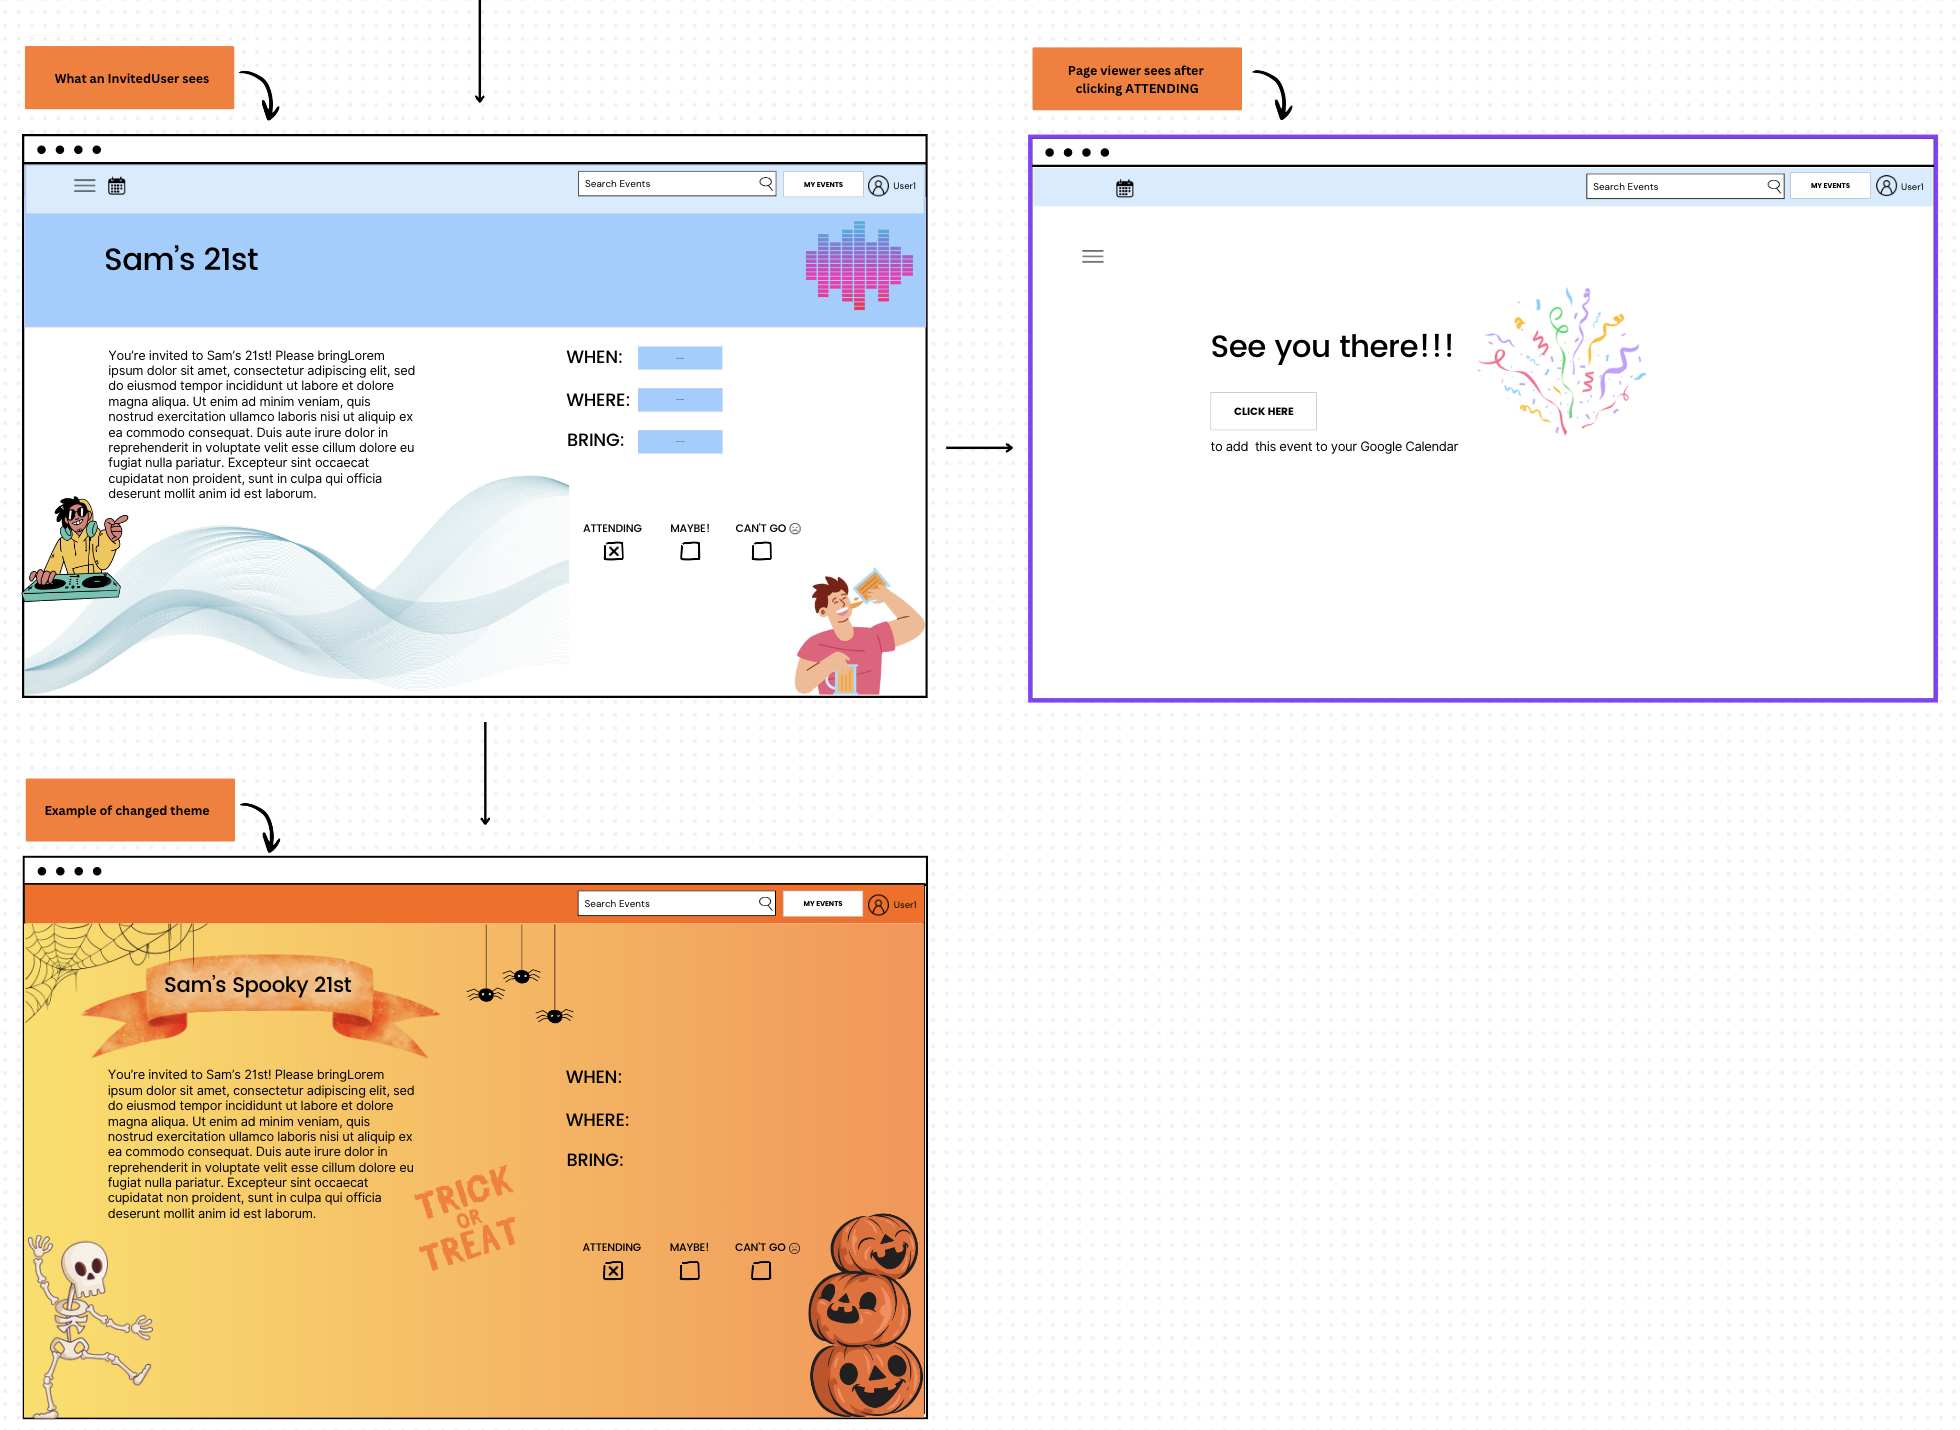 What an InvitedUser sees
Search Events
MY EVENTS
User1
Sam's 21st
You're invited to Sam's 21st! Please bringLorem
ipsum dolor sit amet, consectetur adipiscing elit, sed
do eiusmod tempor incididunt ut labore et dolore
magna aliqua. Ut enim ad minim veniam, quis
nostrud exercitation ullamco laboris nisi ut aliquip ex
ea commodo consequat. Duis aute irure dolor in
reprehenderit in voluptate velit esse cillum dolore eu
fugiat nulla pariatur. Excepteur sint occaecat
cupidatat non proident, sunt in culpa qui officia
deserunt mollit anim id est laborum.
WHEN:
WHERE:
BRING:
ATTENDING
MAYBE!
CAN'T GO ☹
Page viewer sees after
clicking ATTENDING
Search Events
MY EVENTS
User1
See you there!!!
CLICK HERE
to add  this event to your Google Calendar
Example of changed theme
Search Events
MY EVENTS
User1
Sam's Spooky 21st
You're invited to Sam's 21st! Please bringLorem
ipsum dolor sit amet, consectetur adipiscing elit, sed
do eiusmod tempor incididunt ut labore et dolore
magna aliqua. Ut enim ad minim veniam, quis
nostrud exercitation ullamco laboris nisi ut aliquip ex
ea commodo consequat. Duis aute irure dolor in
reprehenderit in voluptate velit esse cillum dolore eu
fugiat nulla pariatur. Excepteur sint occaecat
cupidatat non proident, sunt in culpa qui officia
deserunt mollit anim id est laborum.
TRICK
OR
TREAT
WHEN:
WHERE:
BRING:
ATTENDING
MAYBE!
CAN'T GO ☹